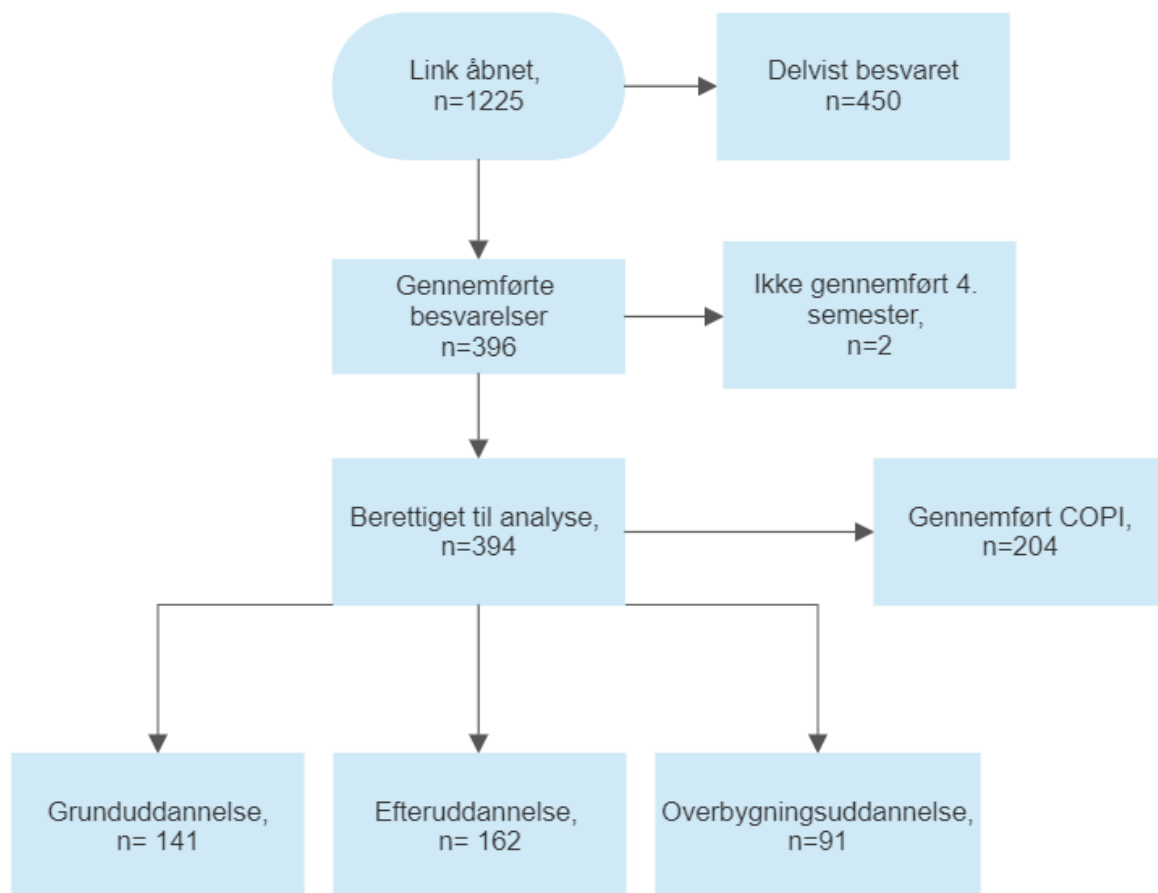 Link åbnet,
n=1225
Delvist besvaret
n=450
Gennemførte
besvarelser
n=396
Ikke gennemført 4.
semester,
n=2
Berettiget til analyse,
n=394
Gennemført COPI,
n=204
Grunduddannelse,
n= 141
Efteruddannelse,
n= 162
Overbygningsuddannelse,
n=91